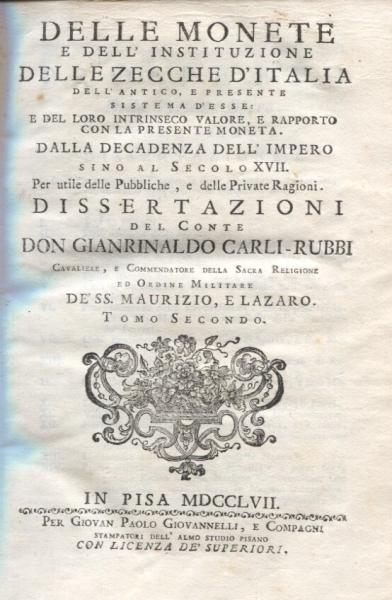 DELLE MONETE
E DELL' INSTITUZIONE
DELLE ZECCHE D'ITALIA
DELL'ANTICO, E PRESENTE
SISTEMA D'ESSE:
E DEL LORO INTRINSECO VALORE, E RAPPORTO
CON LA PRESENTE MONETA.
DALLA DECADENZA DELL' IMPERO
SINO AL SECOLO XVII.
Per utile delle Pubbliche, e delle Private Ragioni.
DISSERTAZIONI
DEL CONTE
DON GIANRINALDO CARLI-RUBBI
CAVALIERE, E COMMENDATORE DELLA SACRA RELIGIONE
ED ORDINE MILITARE
DE' SS. MAURIZIO, E LAZARO.
TOMO SECONDO.
IN PISA MDCCLVII.
PER GIOVAN PAOLO GIOVANNELLI, E COMPAGNI
STAMPATORI DELL' ALMO STUDIO PISANO
CON LICENZA DE' SUPERIORI.